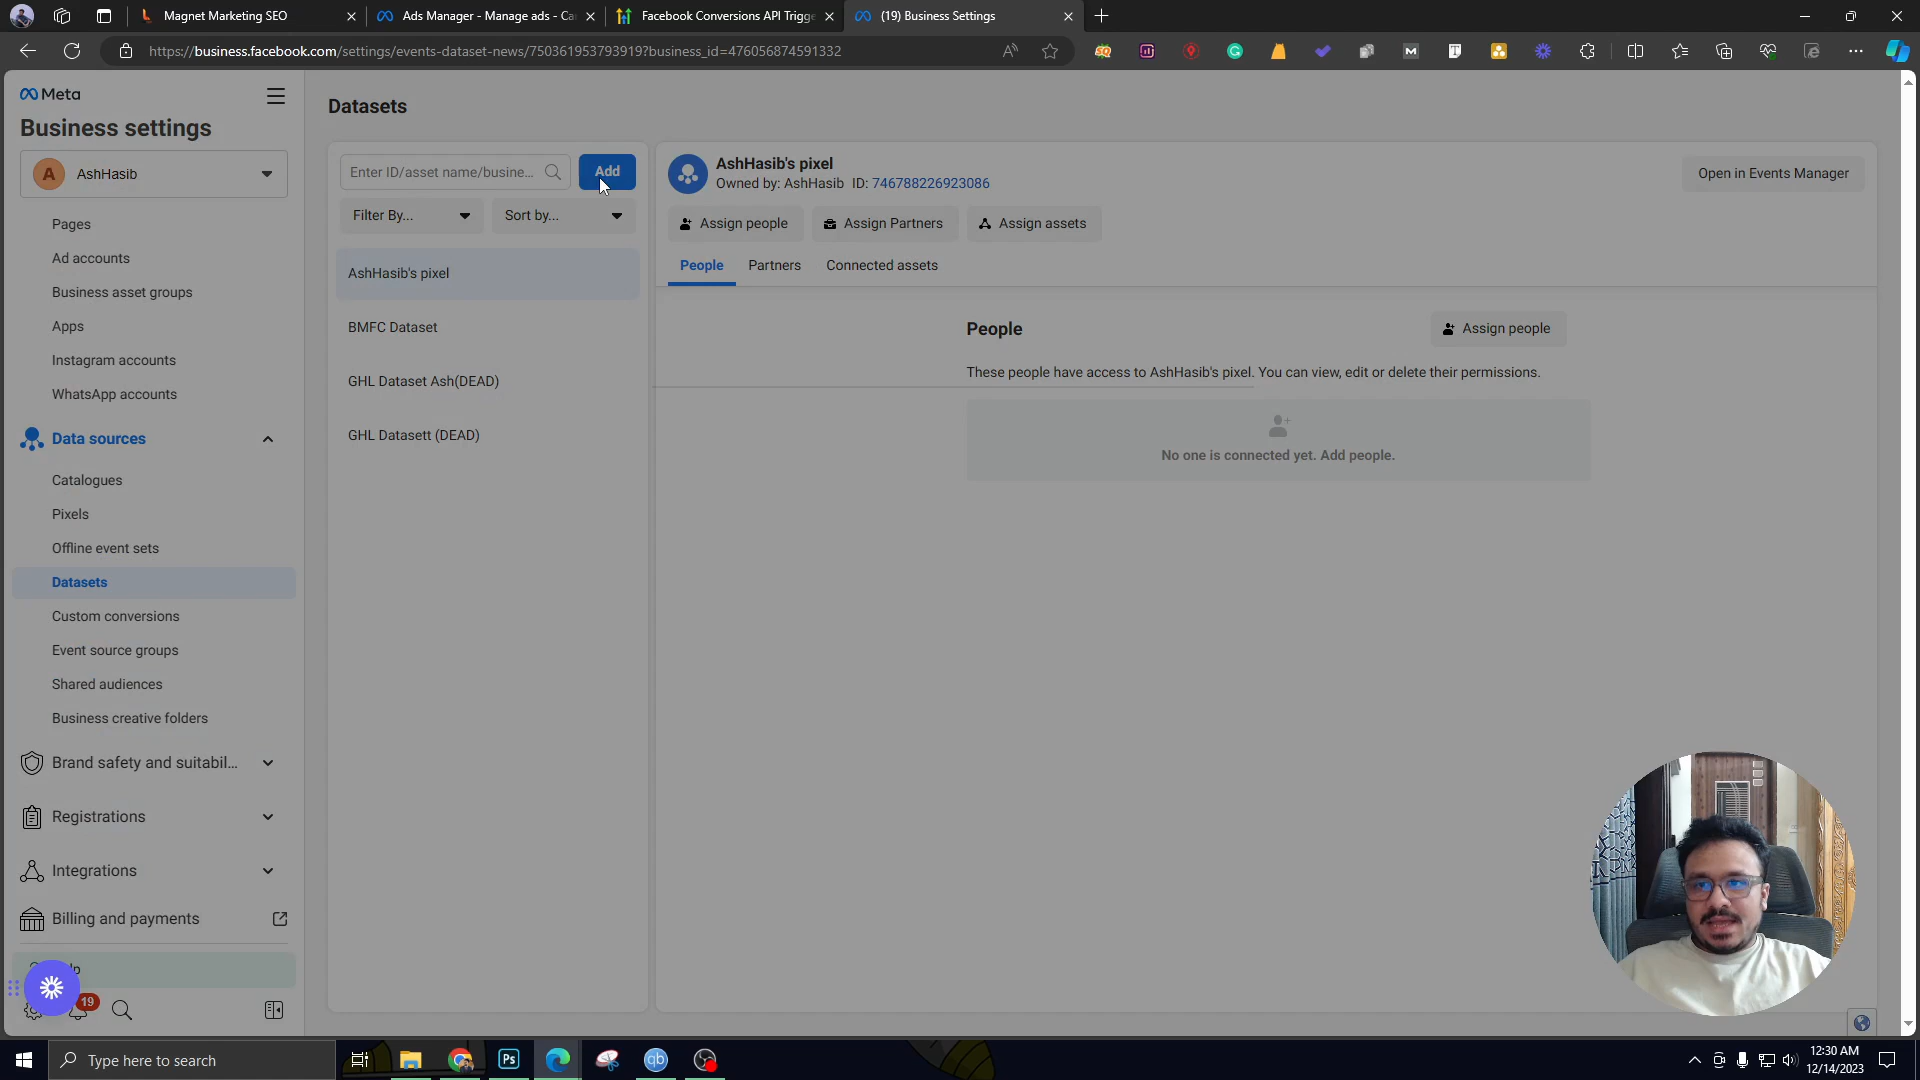 Magnet Marketing SEO
Ads Manager - Manage ads - Ca
Facebook Conversions API Trigge
(19) Business Settings
https://business.facebook.com/settings/events-dataset-news/750361953793919?business_id=476056874591332
Meta
Business settings
A AshHasib
Pages
Ad accounts
Business asset groups
Apps
Instagram accounts
WhatsApp accounts
Data sources
Catalogues
Pixels
Offline event sets
Datasets
Custom conversions
Event source groups
Shared audiences
Business creative folders
Brand safety and suitabil...
Registrations
Integrations
Billing and payments
19
Datasets
Enter ID/asset name/busine...
Add
Filter By...
Sort by...
AshHasib's pixel
BMFC Dataset
GHL Dataset Ash(DEAD)
GHL Datasett (DEAD)
AshHasib's pixel
Owned by: AshHasib ID: 746788226923086
Open in Events Manager
Assign people
Assign Partners
Assign assets
People
Partners
Connected assets
People
Assign people
These people have access to AshHasib's pixel. You can view, edit or delete their permissions.
No one is connected yet. Add people.
Type here to search
Ps
qb
12:30 AM
12/14/2023